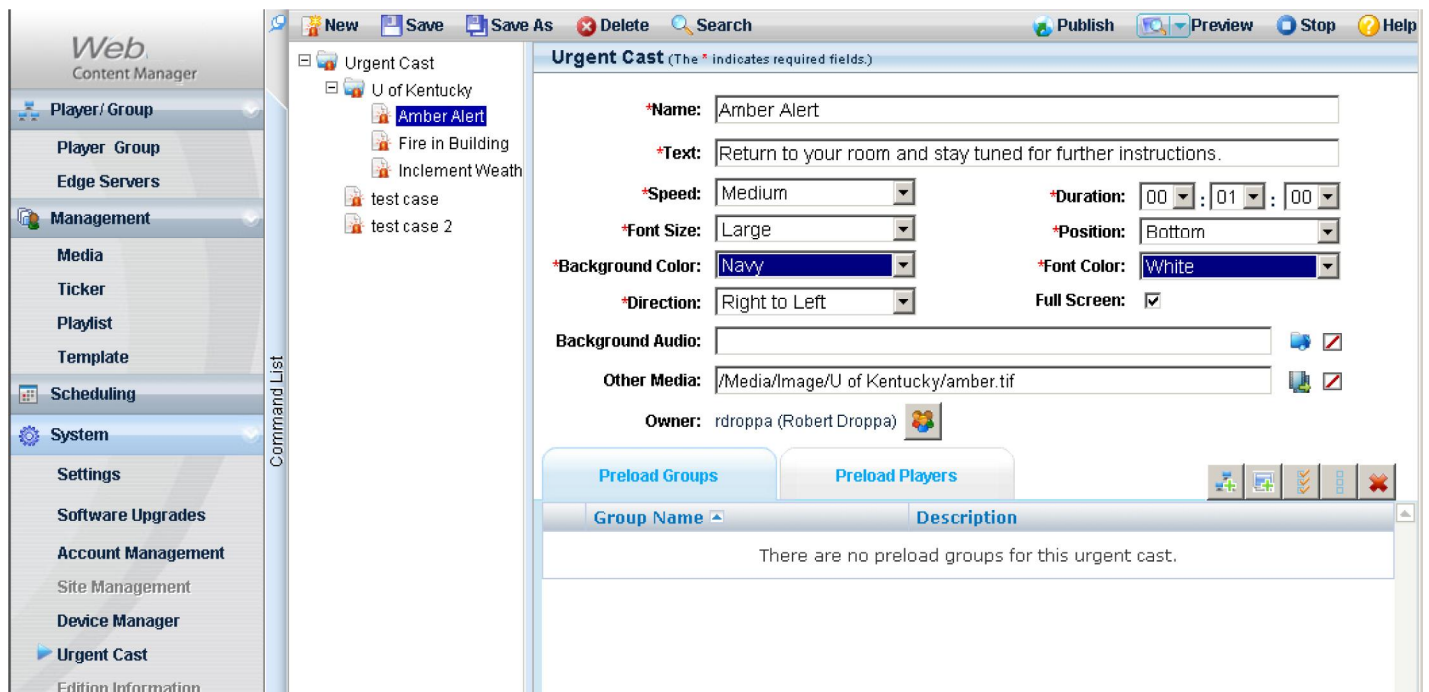 Web
Content Manager
Player/Group
Player Group
Edge Servers
Management
Media
Ticker
Playlist
Template
Scheduling
System
Settings
Software Upgrades
Account Management
Site Management
Device Manager
Urgent Cast
Edition Information
Command List
New Save Save As Delete Search Publish Preview Stop Help
Urgent Cast
U of Kentucky
Amber Alert
Fire in Building
Inclement Weath
test case
test case 2
Urgent Cast (The * indicates required fields.)
*Name: Amber Alert
*Text: Return to your room and stay tuned for further instructions.
*Speed: Medium *Duration: 00 : 01 : 00
*Font Size: Large *Position: Bottom
*Background Color: Navy *Font Color: White
*Direction: Right to Left Full Screen:
Background Audio:
Other Media: /Media/Image/U of Kentucky/amber.tif
Owner: rdroppa (Robert Droppa)
Preload Groups Preload Players
Group Name Description
There are no preload groups for this urgent cast.